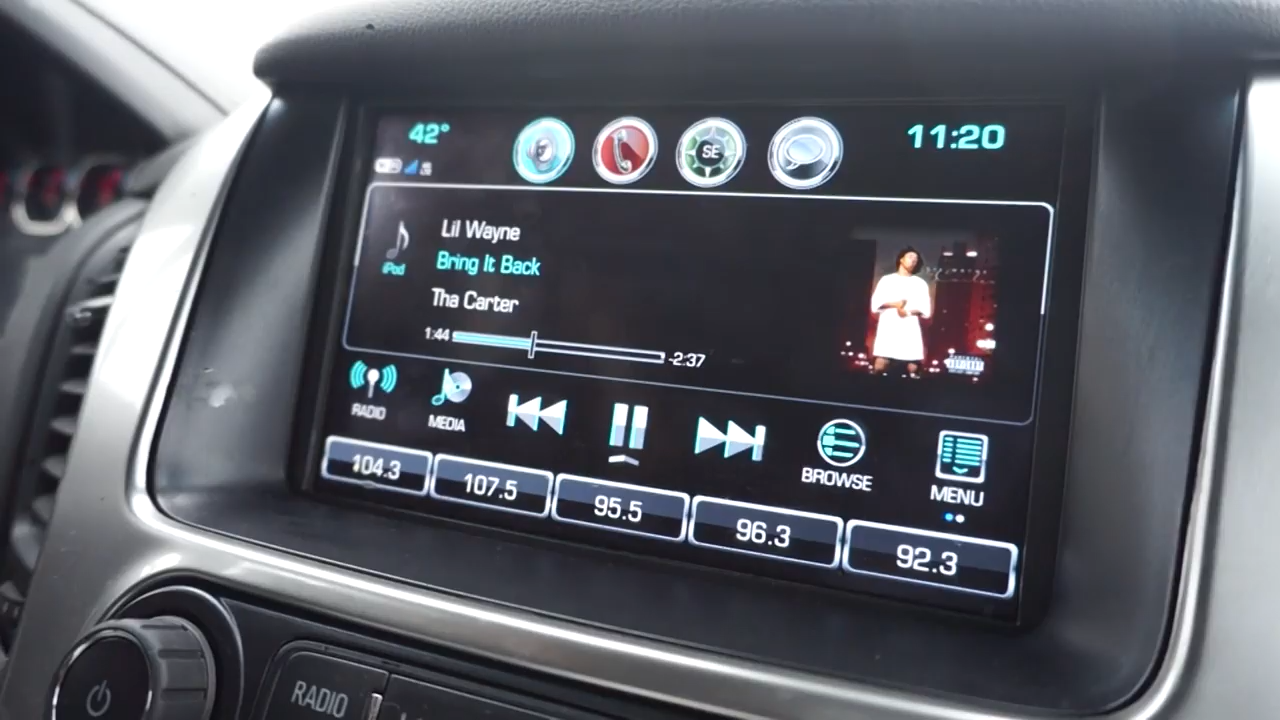 42°
SE
11:20
Lil Wayne
iPod
Bring It Back
Tha Carter
1:44
-2:37
RADIO
MEDIA
BROWSE
MENU
104.3
107.5
95.5
96.3
92.3
RADIO